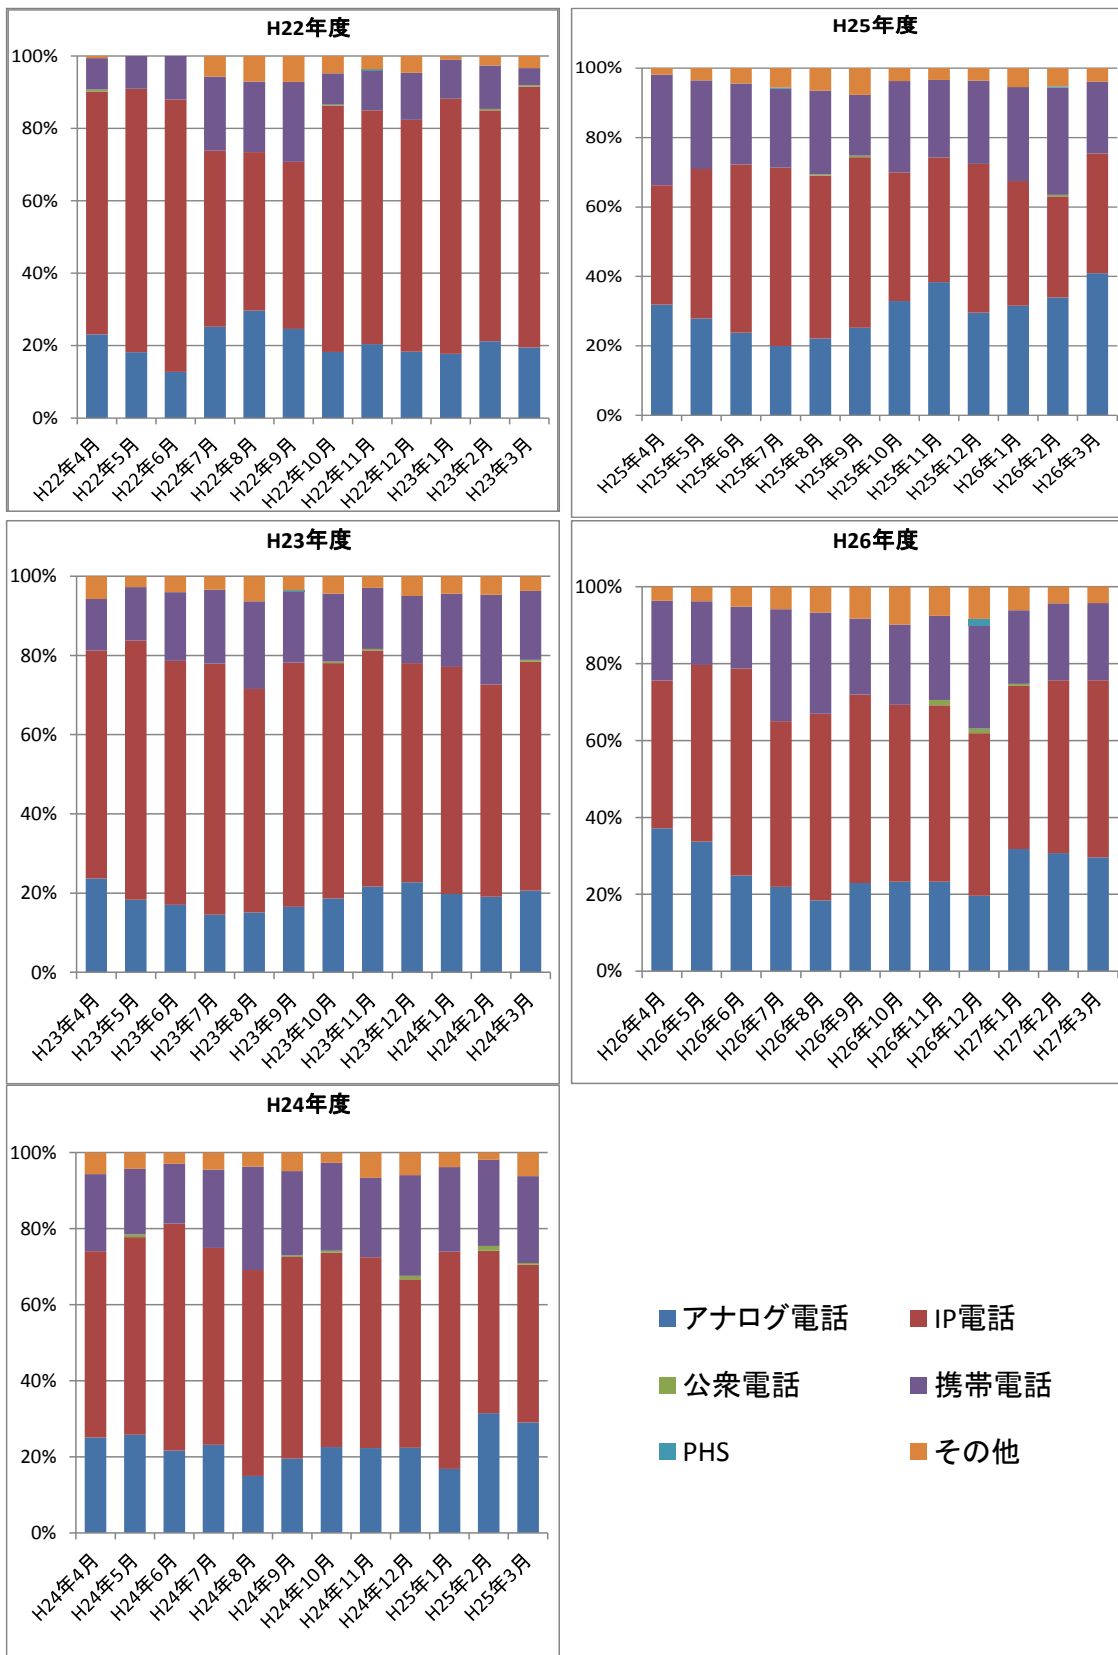 H22年度
100%
80%
60%
40%
20%
0%
H22年4月
H22年5月
H22年6月
H22年7月
H22年8月
H22年9月
H22年10月
H22年11月
H22年12月
H23年1月
H23年2月
H23年3月
H25年度
100%
80%
60%
40%
20%
0%
H25年4月
H25年5月
H25年6月
H25年7月
H25年8月
H25年9月
H25年10月
H25年11月
H25年12月
H26年1月
H26年2月
H26年3月
H23年度
100%
80%
60%
40%
20%
0%
H23年4月
H23年5月
H23年6月
H23年7月
H23年8月
H23年9月
H23年10月
H23年11月
H23年12月
H24年1月
H24年2月
H24年3月
H26年度
100%
80%
60%
40%
20%
0%
H26年4月
H26年5月
H26年6月
H26年7月
H26年8月
H26年9月
H26年10月
H26年11月
H26年12月
H27年1月
H27年2月
H27年3月
H24年度
100%
80%
60%
40%
20%
0%
H24年4月
H24年5月
H24年6月
H24年7月
H24年8月
H24年9月
H24年10月
H24年11月
H24年12月
H25年1月
H25年2月
H25年3月
アナログ電話
IP電話
公衆電話
携帯電話
PHS
その他